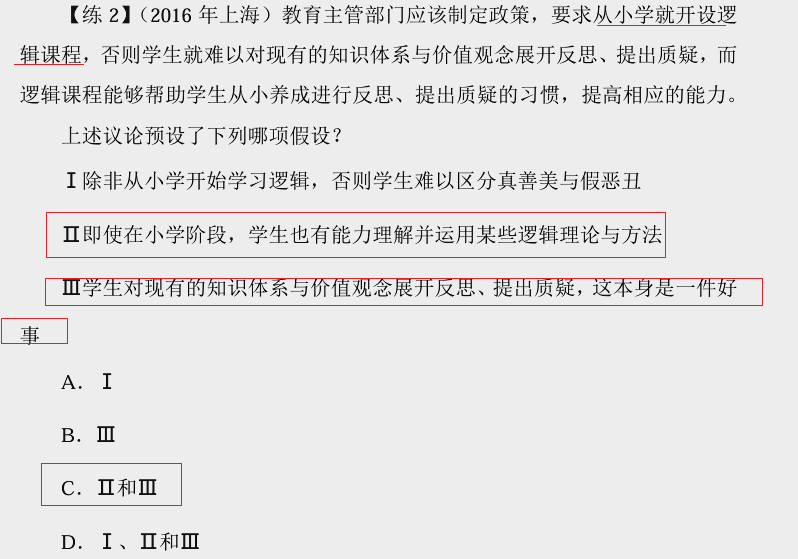 【练 2】（2016 年上海）教育主管部门应该制定政策，要求从小学就开设逻
辑课程，否则学生就难以对现有的知识体系与价值观念展开反思、提出质疑，而
逻辑课程能够帮助学生从小养成进行反思、提出质疑的习惯，提高相应的能力。
上述议论预设了下列哪项假设？
Ⅰ除非从小学开始学习逻辑，否则学生难以区分真善美与假恶丑
Ⅱ即使在小学阶段，学生也有能力理解并运用某些逻辑理论与方法
Ⅲ学生对现有的知识体系与价值观念展开反思、提出质疑，这本身是一件好
事
A．Ⅰ
B．Ⅲ
C．Ⅱ和Ⅲ
D．Ⅰ、Ⅱ和Ⅲ